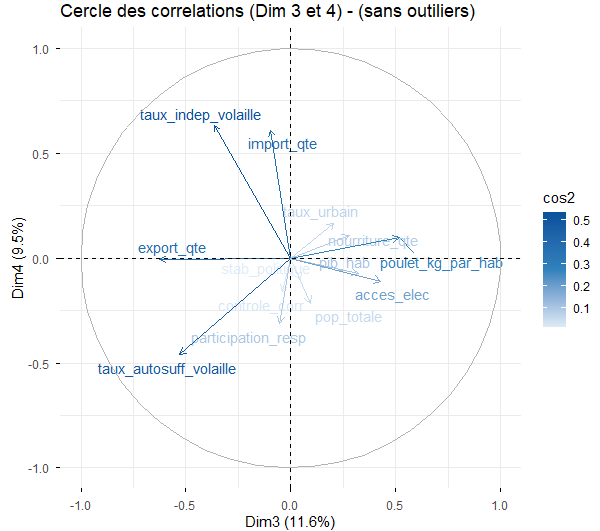 Cercle des correlations (Dim 3 et 4) - (sans outiliers)
1.0
0.5
0.0
-0.5
-1.0
Dim4 (9.5%)
taux_indep_volaille
import_qte
taux_urbain
nourriture_qte
export_qte
pib_hab
poulet_kg_par_hab
stab_politique
acces_elec
controle_corr
pop_totale
participation_resp
taux_autosuff_volaille
-1.0 -0.5 0.0 0.5 1.0
Dim3 (11.6%)
cos2
0.5
0.4
0.3
0.2
0.1